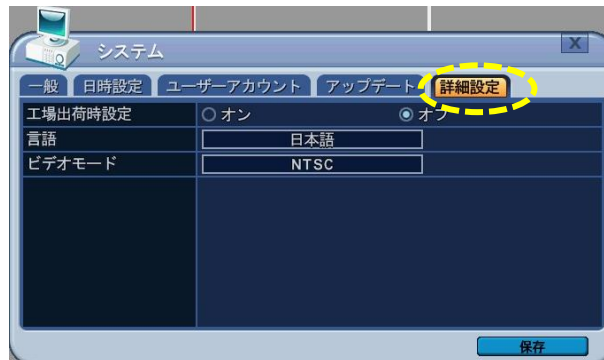 システム
X
一般 日時設定 ユーザーアカウント アップデート 詳細設定
工場出荷時設定 オン オフ
言語 日本語
ビデオモード NTSC
保存